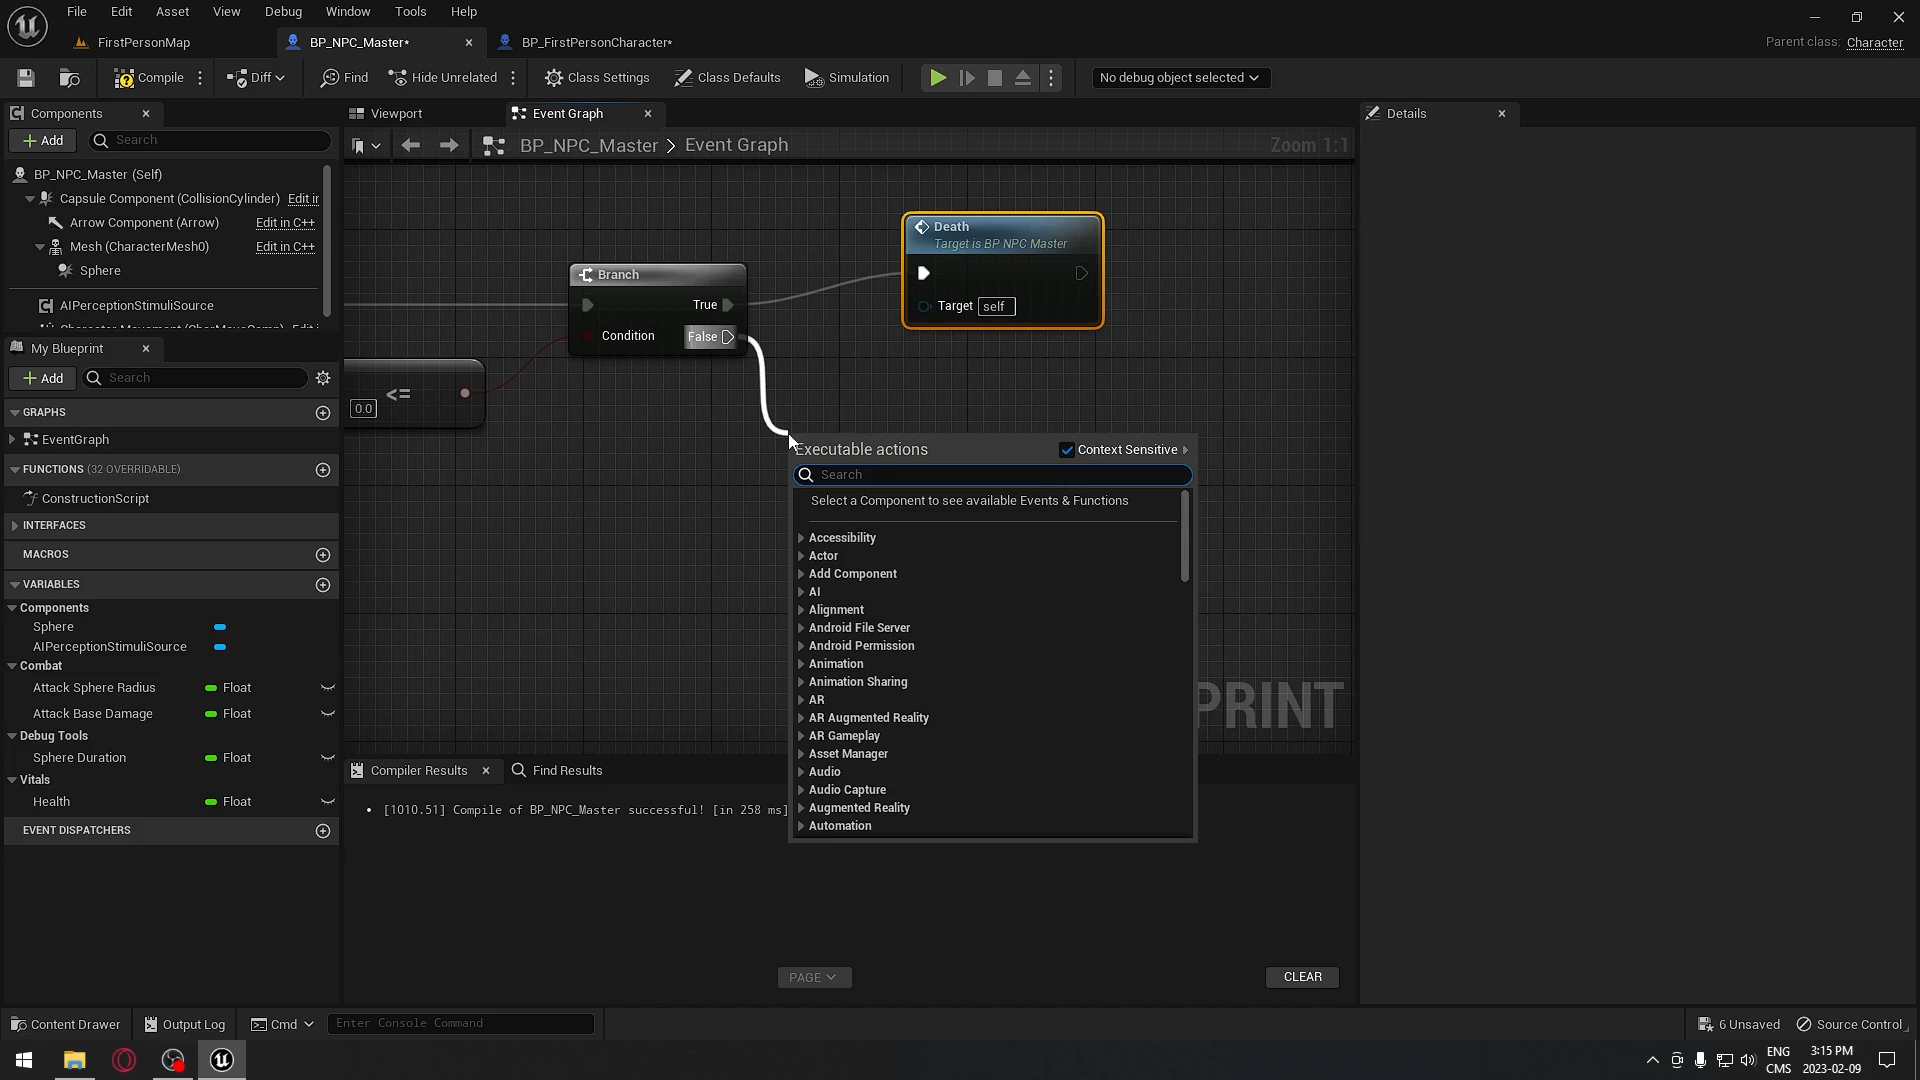 File Edit Asset View Debug Window Tools Help
FirstPersonMap
BP_NPC_Master*
BP_FirstPersonCharacter*
Parent class: Character
Compile
Diff
Find
Hide Unrelated
Class Settings
Class Defaults
Simulation
No debug object selected
Components
Add
Search
BP_NPC_Master (Self)
Capsule Component (CollisionCylinder) Edit in
Arrow Component (Arrow) Edit in C++
Mesh (CharacterMesh0) Edit in C++
Sphere
AIPerceptionStimuliSource
My Blueprint
Add
Search
GRAPHS
EventGraph
FUNCTIONS (32 OVERRIDABLE)
ConstructionScript
INTERFACES
MACROS
VARIABLES
Components
Sphere
AIPerceptionStimuliSource
Combat
Attack Sphere Radius Float
Attack Base Damage Float
Debug Tools
Sphere Duration Float
Vitals
Health Float
EVENT DISPATCHERS
Viewport
Event Graph
BP_NPC_Master > Event Graph
Zoom 1:1
Branch
True
Condition
False
<=
0.0
Death
Target is BP NPC Master
Target self
Executable actions
Context Sensitive
Search
Select a Component to see available Events & Functions
Accessibility
Actor
Add Component
AI
Alignment
Android File Server
Android Permission
Animation
Animation Sharing
AR
AR Augmented Reality
AR Gameplay
Asset Manager
Audio
Audio Capture
Augmented Reality
Automation
PRINT
Compiler Results
Find Results
[1010.51] Compile of BP_NPC_Master successful! [in 258 ms]
PAGE
CLEAR
Details
Content Drawer
Output Log
Cmd
Enter Console Command
6 Unsaved
Source Control
ENG
CMS
3:15 PM
2023-02-09